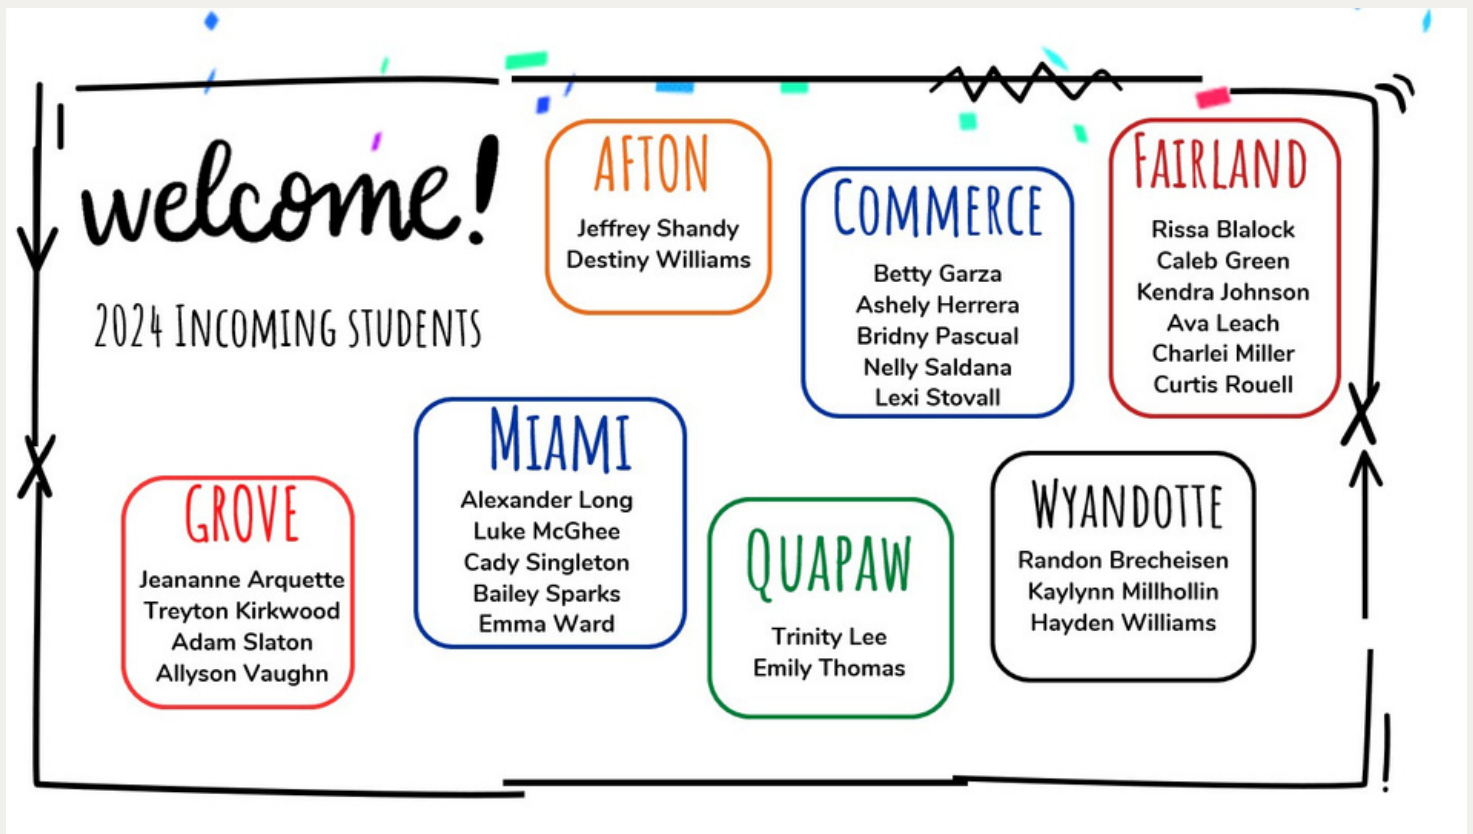 welcome!
2024 Incoming students
AFTON
Jeffrey Shandy
Destiny Williams
Commerce
Betty Garza
Ashely Herrera
Bridny Pascual
Nelly Saldana
Lexi Stovall
Fairland
Rissa Blalock
Caleb Green
Kendra Johnson
Ava Leach
Charlei Miller
Curtis Rouell
GROVE
Jeananne Arquette
Treyton Kirkwood
Adam Slaton
Allyson Vaughn
Miami
Alexander Long
Luke McGhee
Cady Singleton
Bailey Sparks
Emma Ward
Quapaw
Trinity Lee
Emily Thomas
Wyandotte
Randon Brecheisen
Kaylynn Millhollin
Hayden Williams